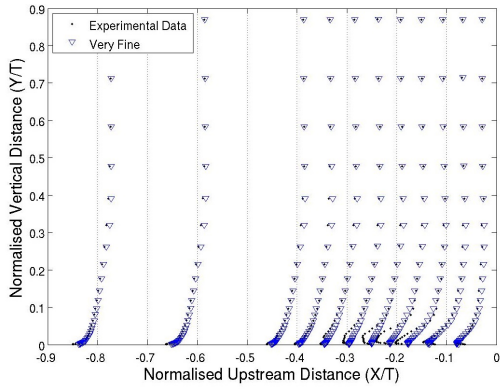 0.9
0.8
0.7
0.6
0.5
0.4
0.3
0.2
0.1
0
Normalised Vertical Distance (Y/T)
Experimental Data
Very Fine
-0.9 -0.8 -0.7 -0.6 -0.5 -0.4 -0.3 -0.2 -0.1 0
Normalised Upstream Distance (X/T)